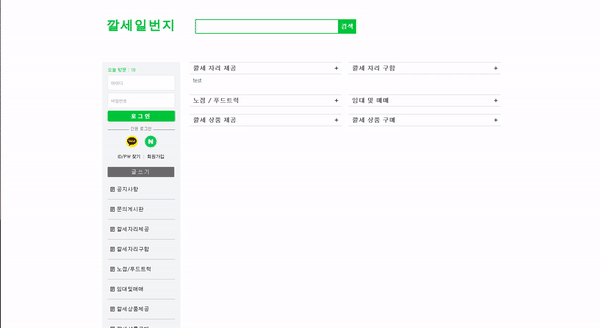 깔세일번지
검색
오늘 방문 : 16
아이디
비밀번호
로그인
간편 로그인
TALK N
ID/PW 찾기 | 회원가입
글쓰기
공지사항
문의게시판
깔세자리제공
깔세자리구함
노점/푸드트럭
임대및매매
깔세상품제공
깔세 자리 제공 +
test
깔세 자리 구함 +
노점 / 푸드트럭 +
임대 및 매매 +
깔세 상품 제공 +
깔세 상품 구매 +